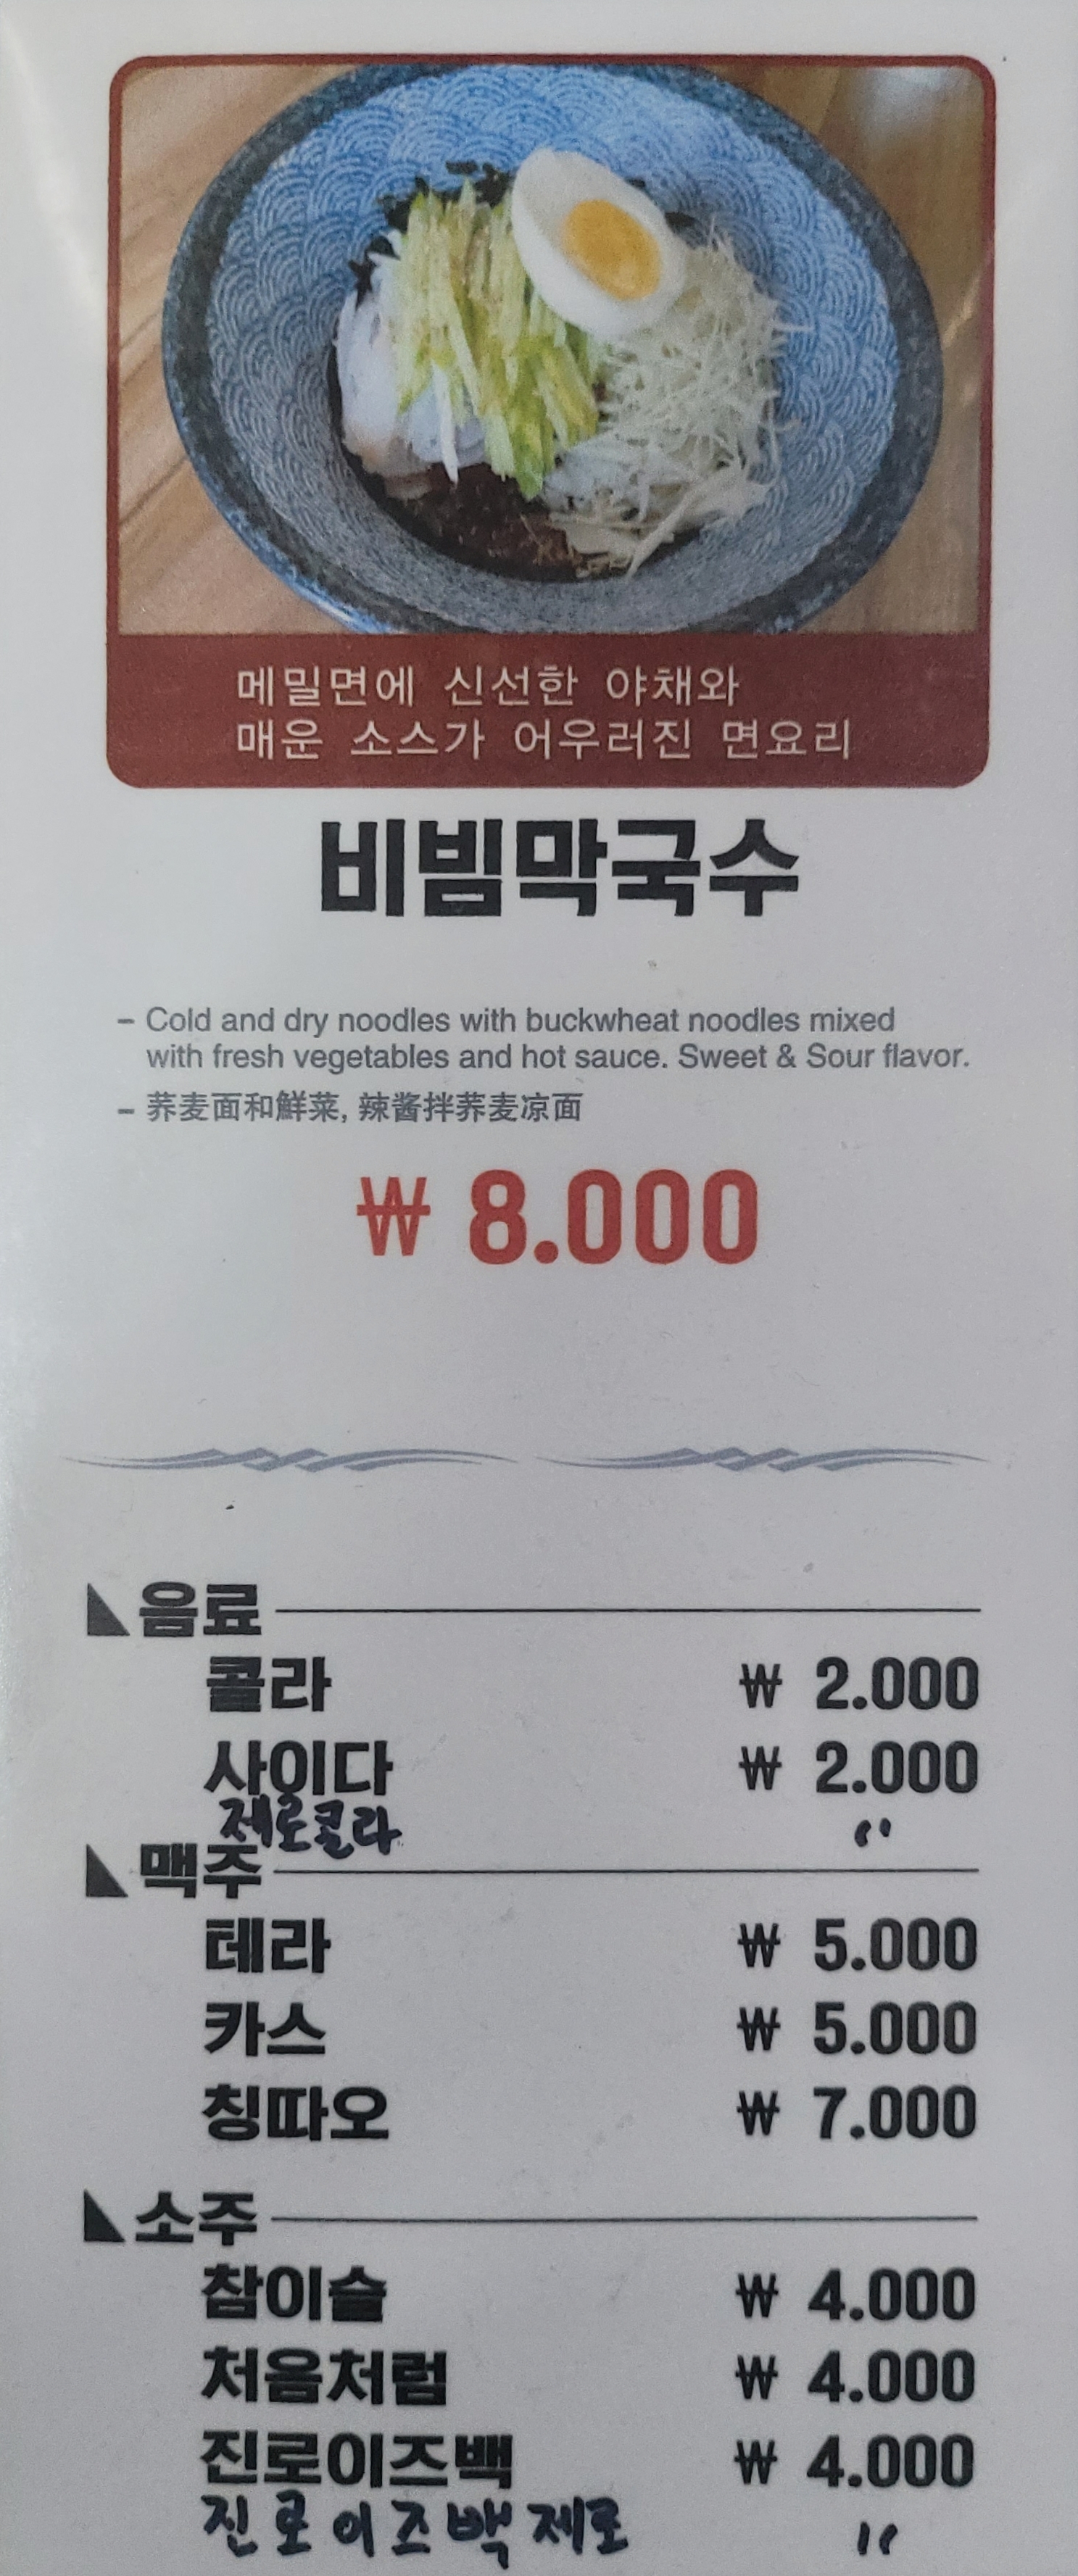 메밀면에 신선한 야채와
매운 소스가 어우러진 면요리
비빔막국수
– Cold and dry noodles with buckwheat noodles mixed
with fresh vegetables and hot sauce. Sweet & Sour flavor.
– 荞麦面和鮮菜, 辣酱拌荞麦凉面
₩ 8.000
음료
콜라 ₩ 2.000
사이다 ₩ 2.000
제로콜라 〃
맥주
테라 ₩ 5.000
카스 ₩ 5.000
칭따오 ₩ 7.000
소주
참이슬 ₩ 4.000
처음처럼 ₩ 4.000
진로이즈백 ₩ 4.000
진로이즈백 제로 〃